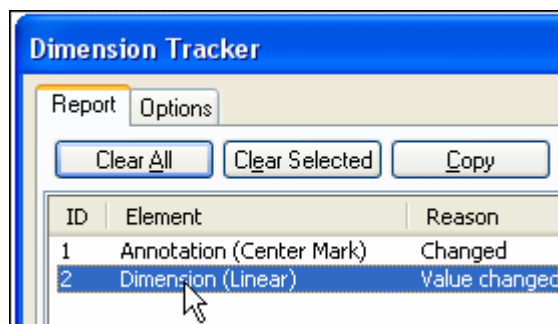 Dimension Tracker
Report Options
Clear All Clear Selected Copy
ID Element Reason
1 Annotation (Center Mark) Changed
2 Dimension (Linear) Value changed